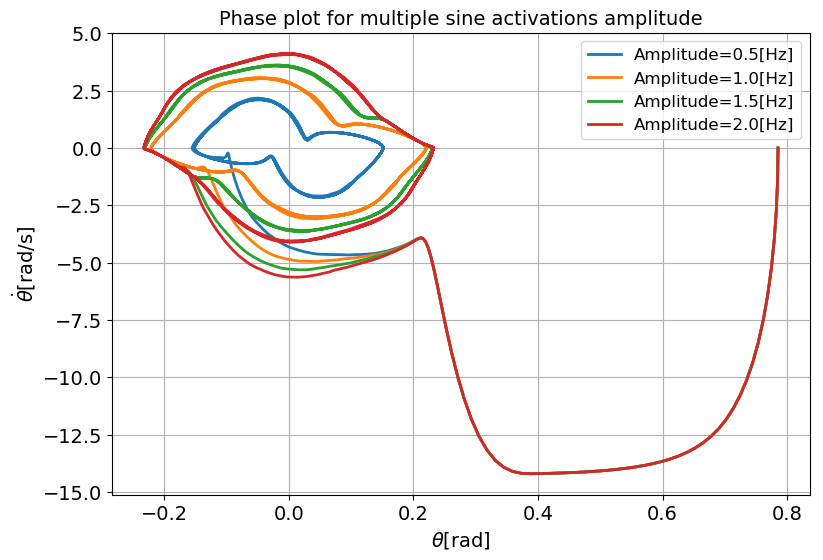 Phase plot for multiple sine activations amplitude
5.0
2.5
0.0
−2.5
−5.0
−7.5
−10.0
−12.5
−15.0
θ̇[rad/s]
Amplitude=0.5[Hz]
Amplitude=1.0[Hz]
Amplitude=1.5[Hz]
Amplitude=2.0[Hz]
−0.2 0.0 0.2 0.4 0.6 0.8
θ[rad]